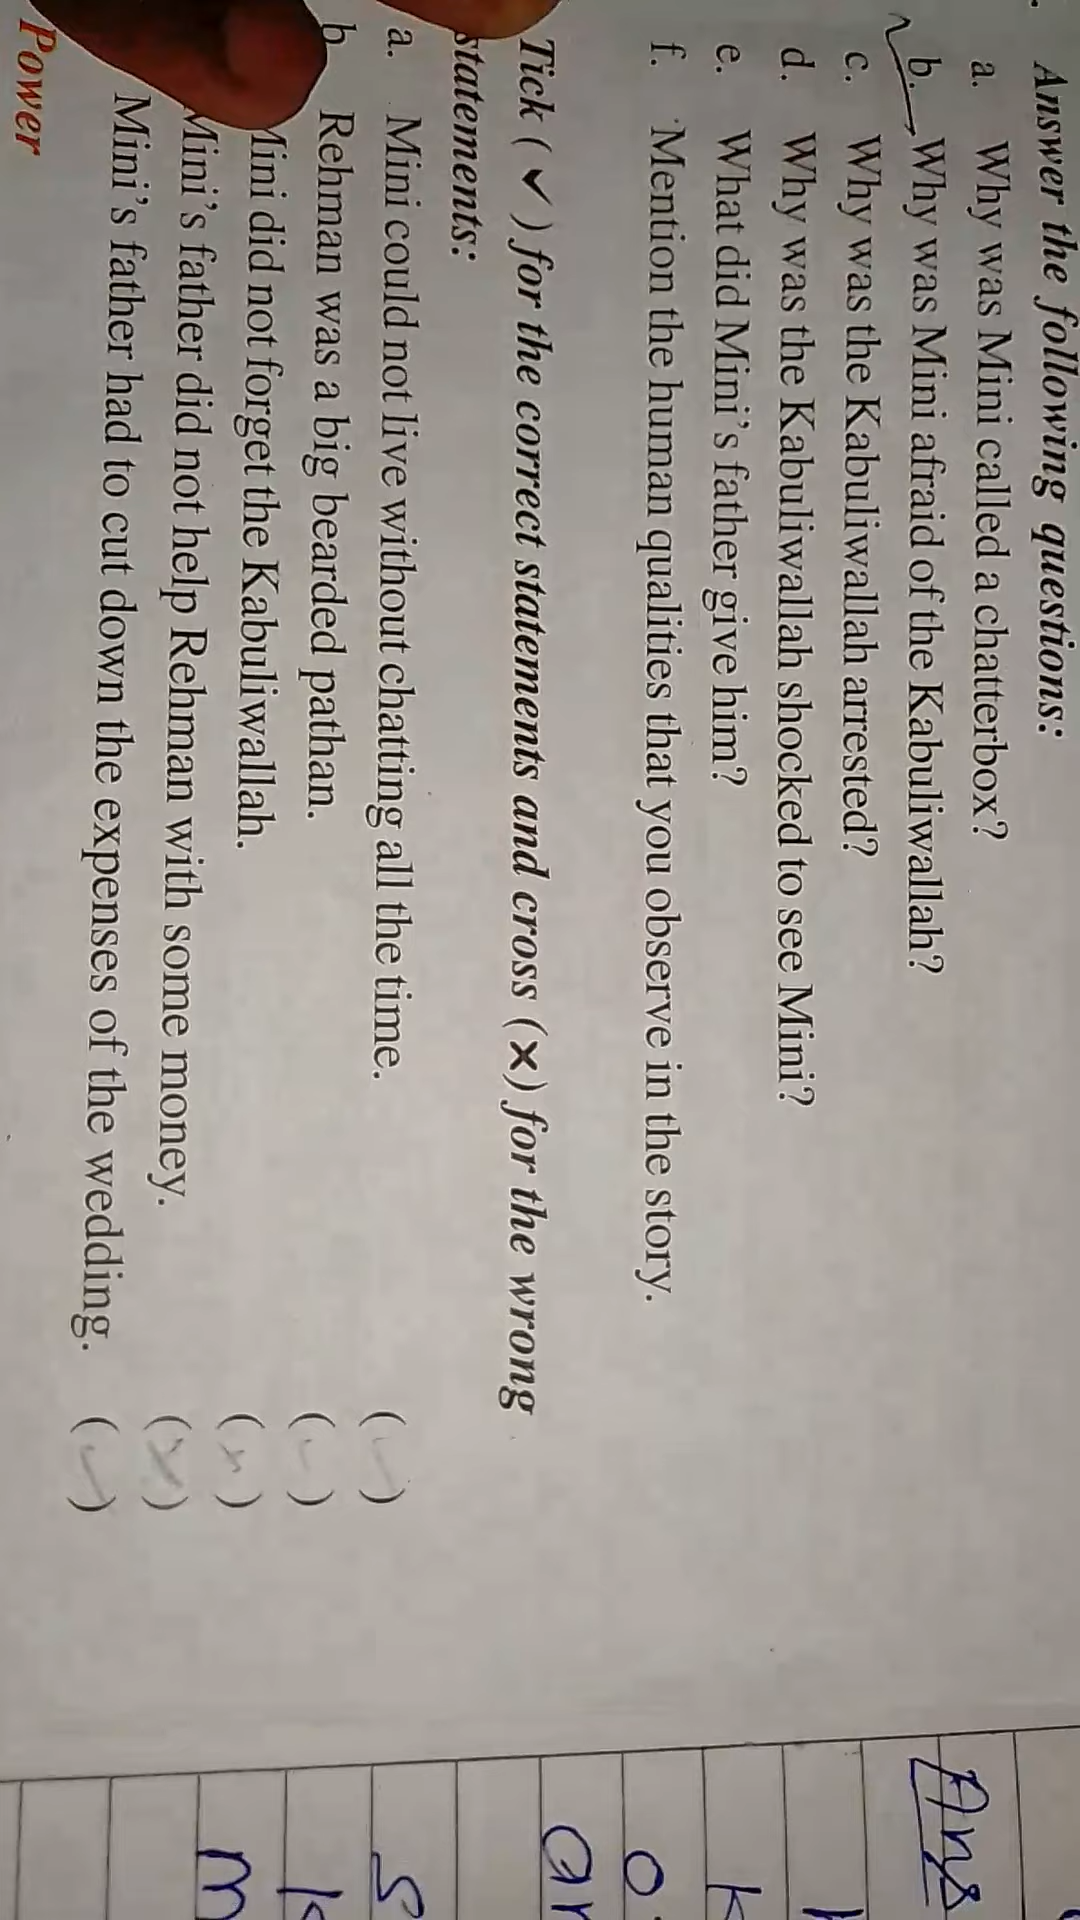 Answer the following questions:
a. Why was Mini called a chatterbox?
b. Why was Mini afraid of the Kabuliwallah?
c. Why was the Kabuliwallah arrested?
d. Why was the Kabuliwallah shocked to see Mini?
e. What did Mini's father give him?
f. Mention the human qualities that you observe in the story.
Tick (✓) for the correct statements and cross (×) for the wrong
statements:
a. Mini could not live without chatting all the time. (✓)
b Rehman was a big bearded pathan. (✓)
did not forget the Kabuliwallah. (×)
Mini's father did not help Rehman with some money. (×)
Mini's father had to cut down the expenses of the wedding. (✓)
Power
Ans
k
o
ar
s
k
m